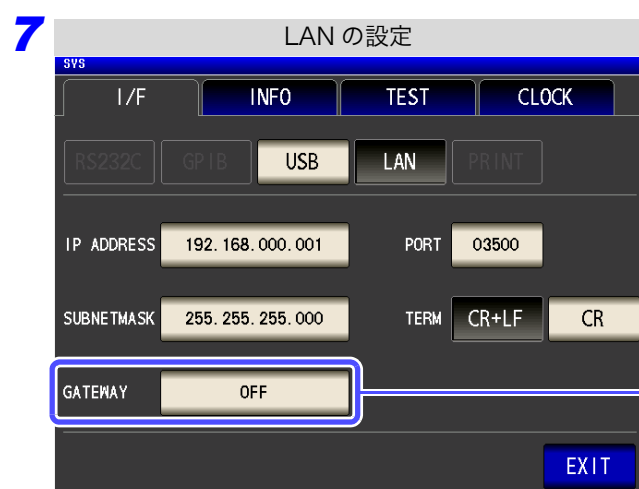 7
LAN の設定
SYS
I/F INFO TEST CLOCK
RS232C GPIB USB LAN PRINT
IP ADDRESS 192.168.000.001 PORT 03500
SUBNETMASK 255.255.255.000 TERM CR+LF CR
GATEWAY OFF
EXIT